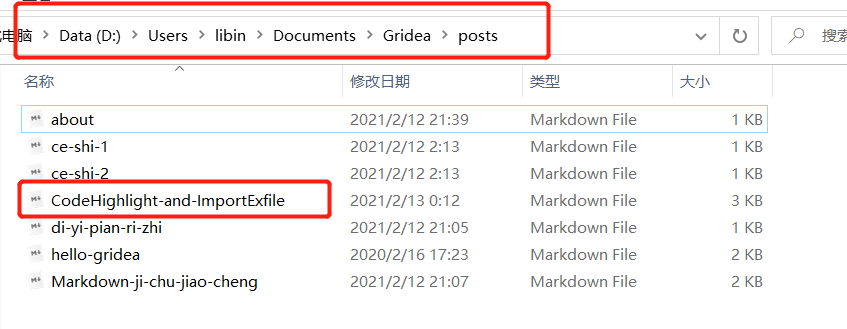 电脑 › Data (D:) › Users › libin › Documents › Gridea › posts 搜索
名称 修改日期 类型 大小
about 2021/2/12 21:39 Markdown File 1 KB
ce-shi-1 2021/2/12 2:13 Markdown File 1 KB
ce-shi-2 2021/2/12 2:13 Markdown File 1 KB
CodeHighlight-and-ImportExfile 2021/2/13 0:12 Markdown File 3 KB
di-yi-pian-ri-zhi 2021/2/12 21:05 Markdown File 1 KB
hello-gridea 2020/2/16 17:23 Markdown File 2 KB
Markdown-ji-chu-jiao-cheng 2021/2/12 21:07 Markdown File 2 KB